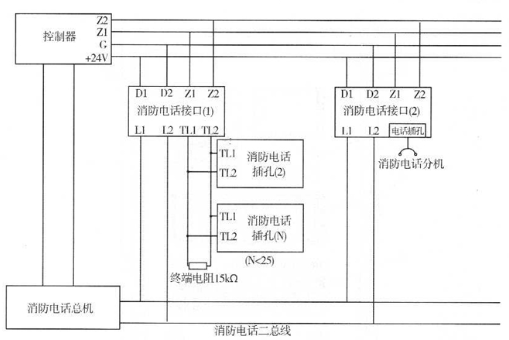 控制器
Z2
Z1
G
+24V
D1 D2 Z1 Z2
消防电话接口(1)
L1 L2 TL1 TL2
D1 D2 Z1 Z2
消防电话接口(2)
L1 L2 电话插孔
消防电话分机
TL1
TL2
消防电话
插孔(2)
TL1
TL2
消防电话
插孔(N)
(N<25)
终端电阻15kΩ
消防电话总机
消防电话二总线